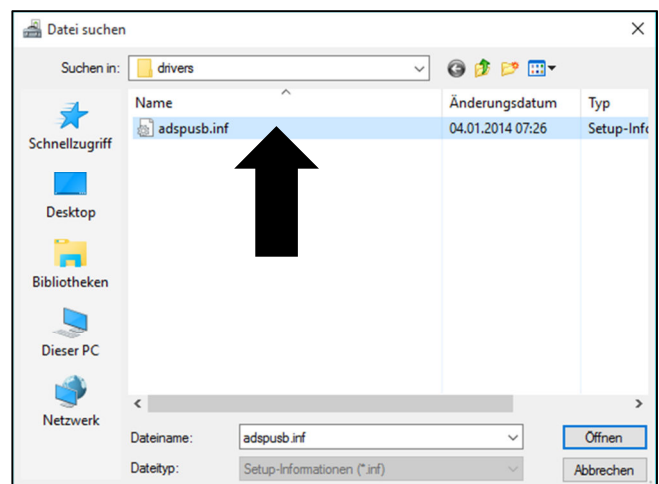 Datei suchen
Suchen in: drivers
Name Änderungsdatum Typ
adspusb.inf 04.01.2014 07:26 Setup-Info
Schnellzugriff
Desktop
Bibliotheken
Dieser PC
Netzwerk
Dateiname: adspusb.inf Öffnen
Dateityp: Setup-Informationen (*.inf) Abbrechen